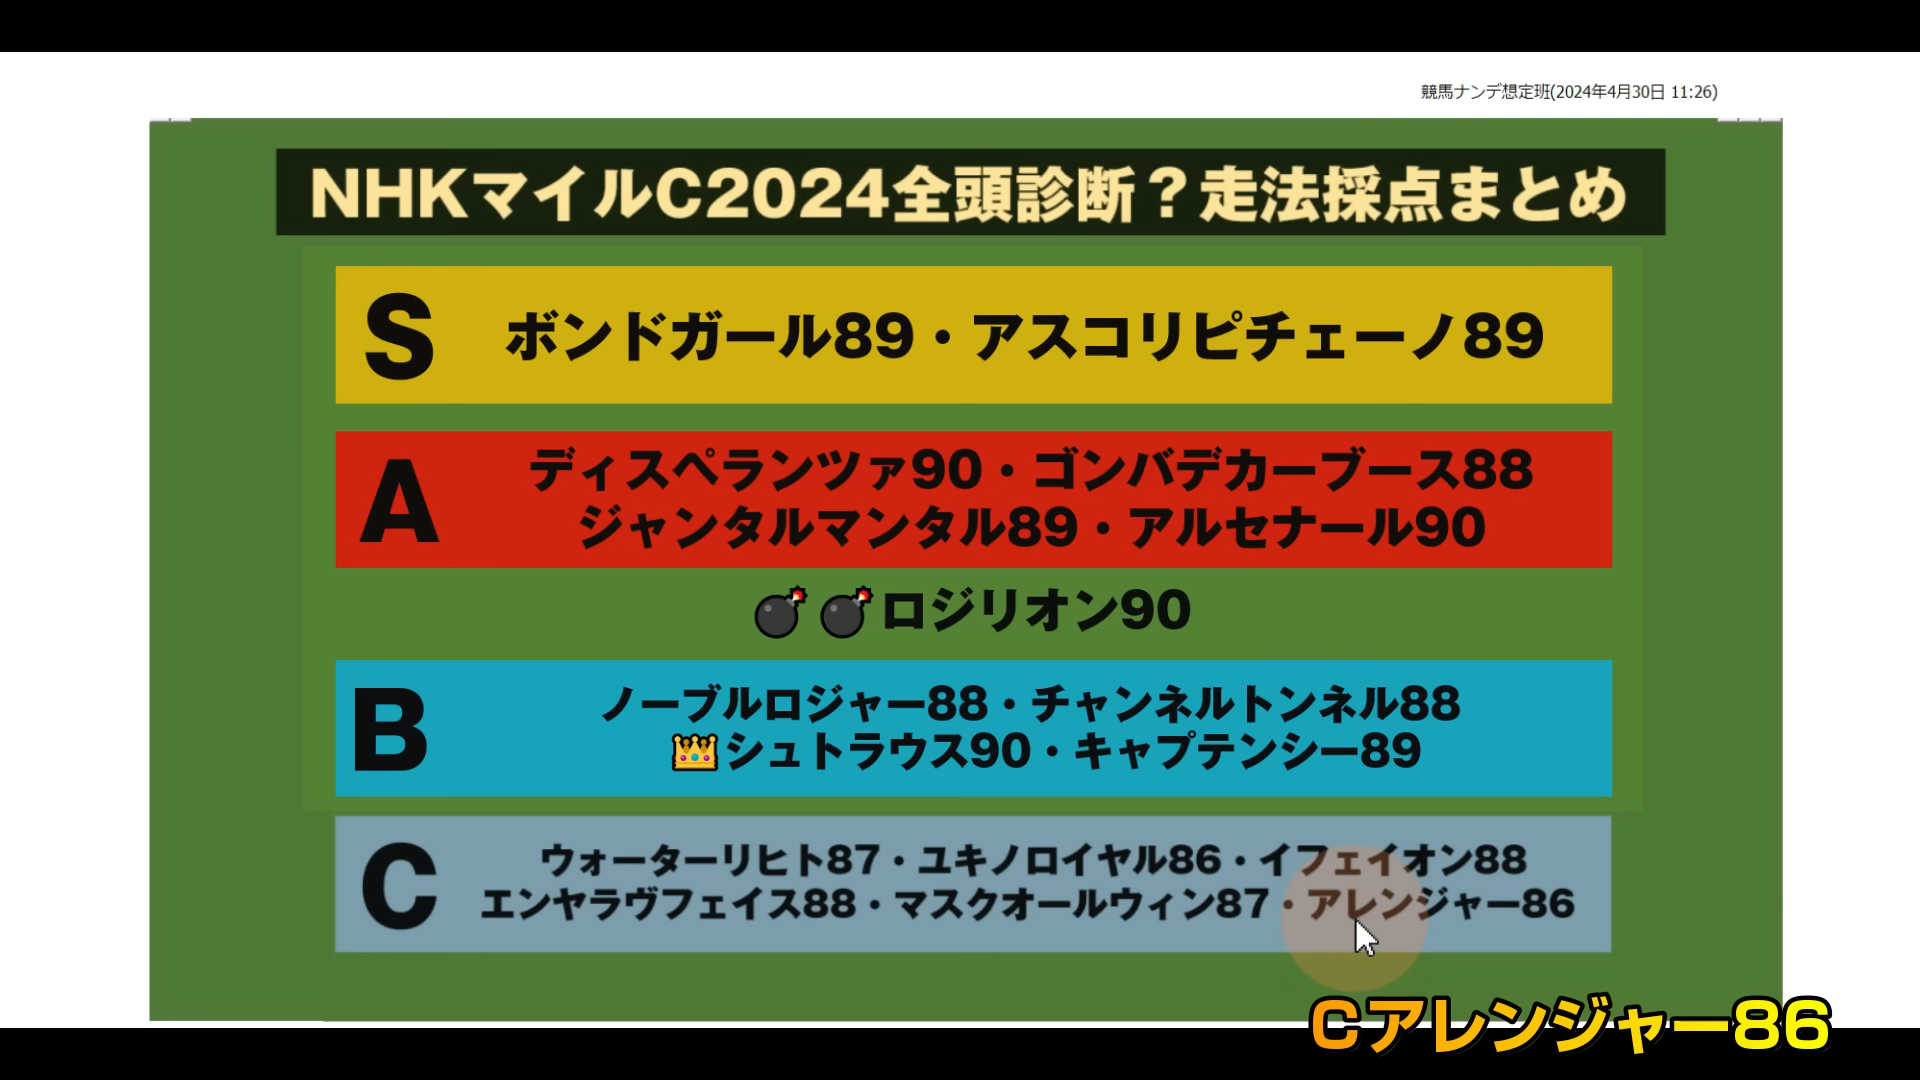 競馬ナンデ想定班(2024年4月30日 11:26)
NHKマイルC2024全頭診断？走法採点まとめ
S
ボンドガール89・アスコリピチェーノ89
A
ディスペランツァ90・ゴンバデカーブース88
ジャンタルマンタル89・アルセナール90
💣💣ロジリオン90
B
ノーブルロジャー88・チャンネルトンネル88
👑シュトラウス90・キャプテンシー89
C
ウォーターリヒト87・ユキノロイヤル86・イフェイオン88
エンヤラヴフェイス88・マスクオールウィン87・アレンジャー86
Cアレンジャー86